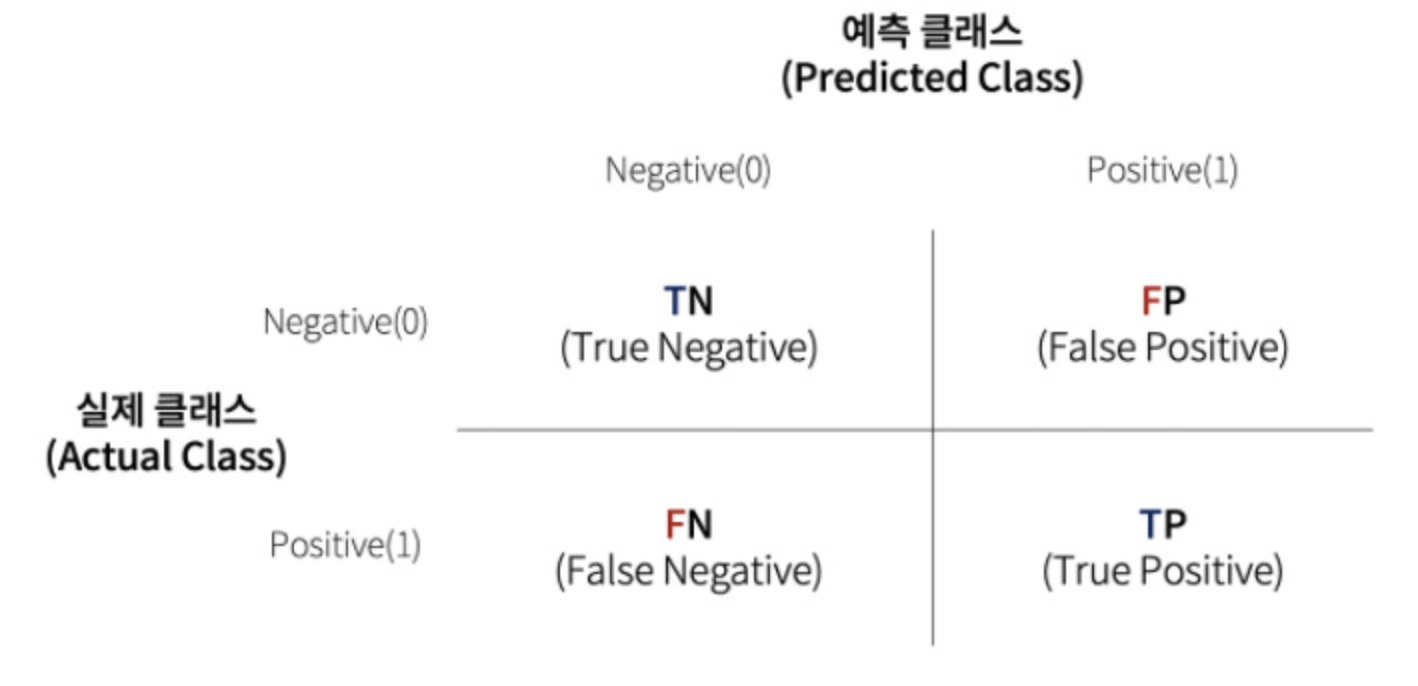 예측 클래스
(Predicted Class)
Negative(0)
Positive(1)
Negative(0)
TN
(True Negative)
FP
(False Positive)
실제 클래스
(Actual Class)
Positive(1)
FN
(False Negative)
TP
(True Positive)